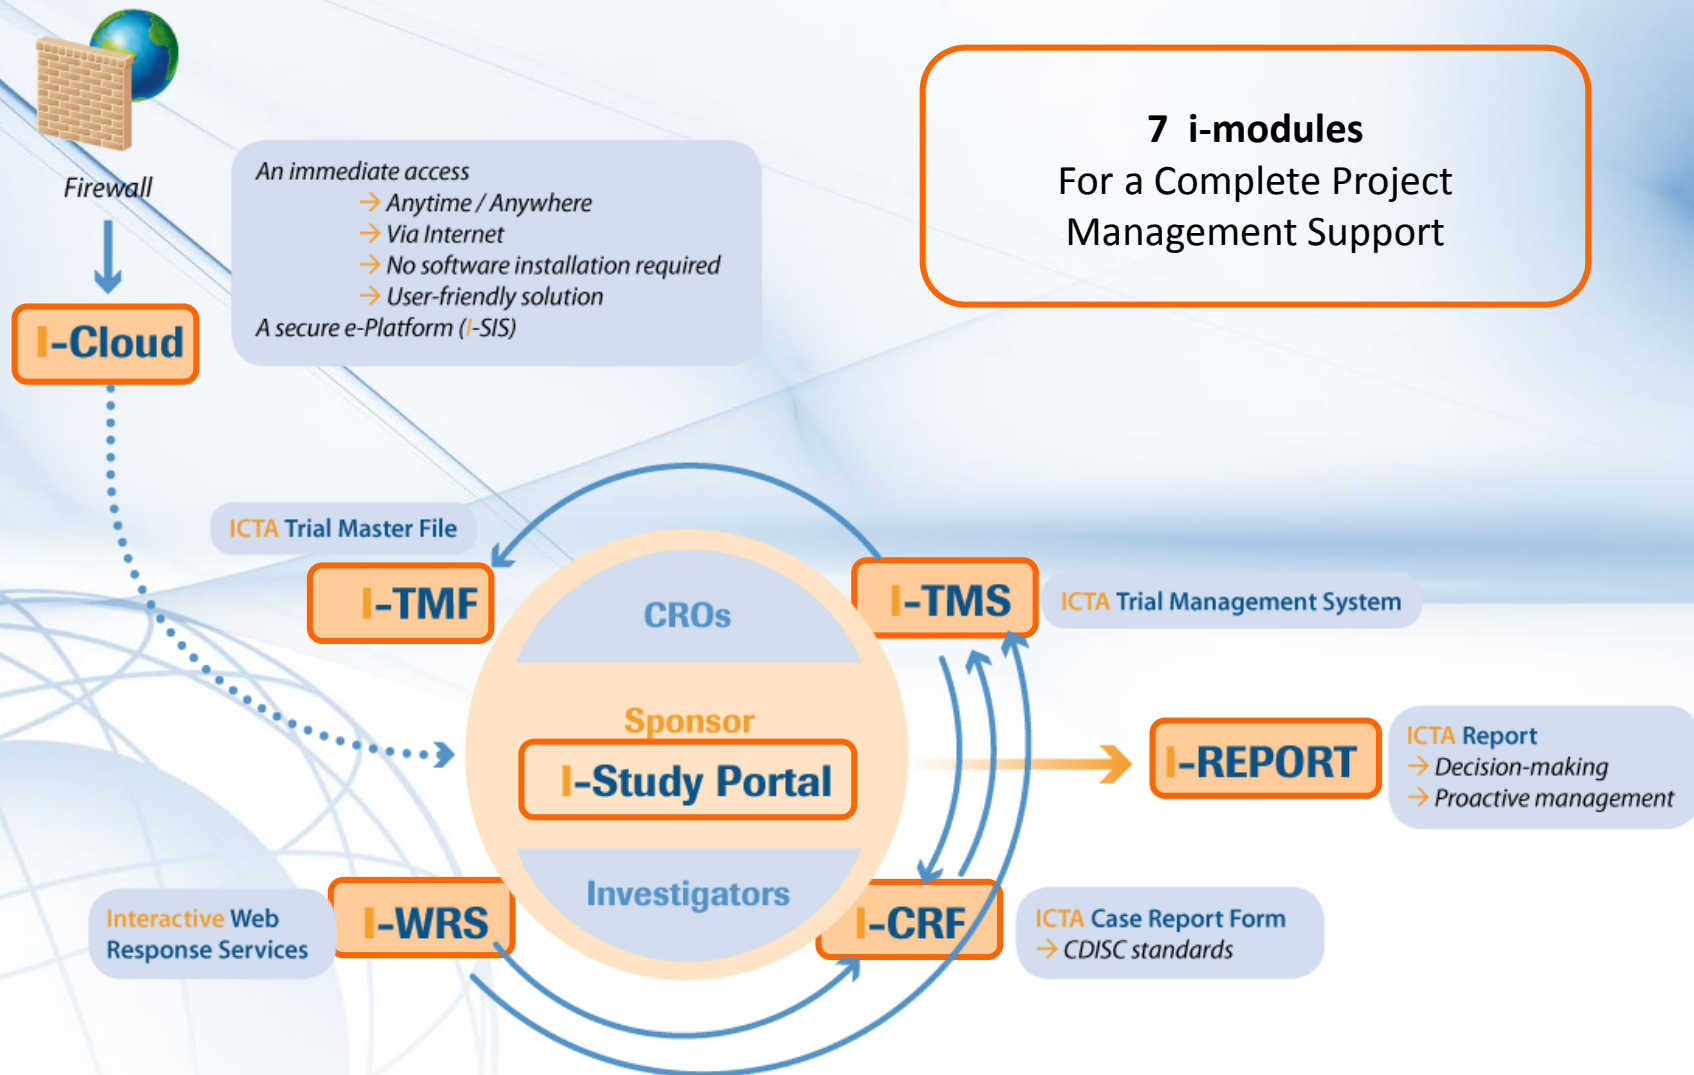 7 i-modules
For a Complete Project
Management Support
Firewall
An immediate access
→ Anytime / Anywhere
→ Via Internet
→ No software installation required
→ User-friendly solution
A secure e-Platform (I-SIS)
I-Cloud
ICTA Trial Master File
I-TMF
CROs
I-TMS
ICTA Trial Management System
Sponsor
I-Study Portal
I-REPORT
ICTA Report
→ Decision-making
→ Proactive management
Interactive Web
Response Services
I-WRS
Investigators
I-CRF
ICTA Case Report Form
→ CDISC standards